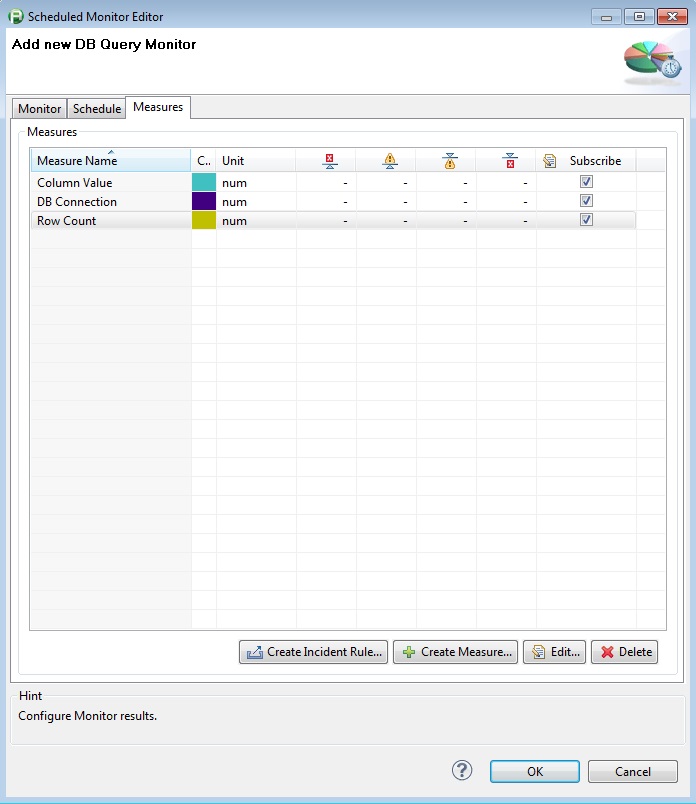 Scheduled Monitor Editor
Add new DB Query Monitor
Monitor Schedule Measures
Measures
Measure Name C.. Unit Subscribe
Column Value num - - - -
DB Connection num - - - -
Row Count num - - - -
Create Incident Rule... Create Measure... Edit... Delete
Hint
Configure Monitor results.
? OK Cancel